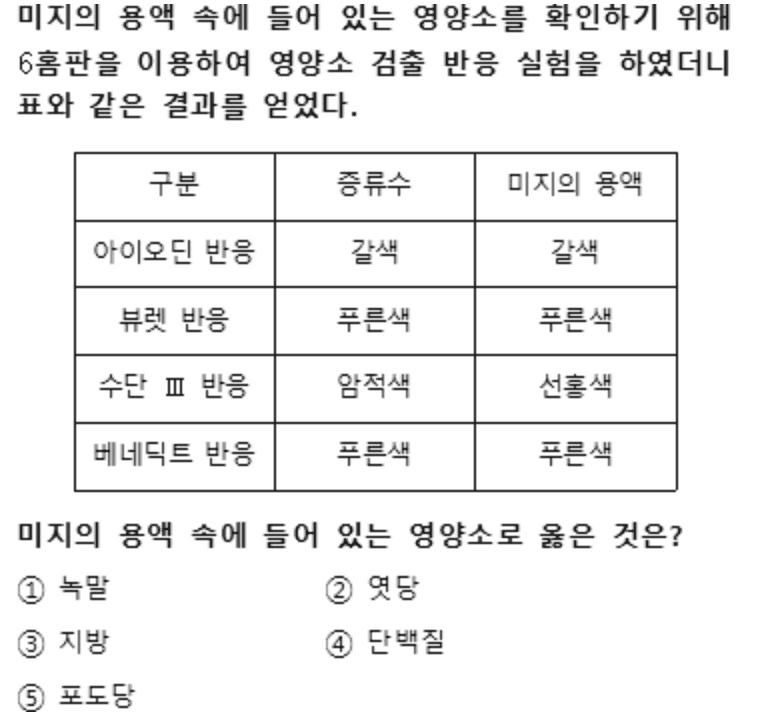 미지의 용액 속에 들어 있는 영양소를 확인하기 위해
6홈판을 이용하여 영양소 검출 반응 실험을 하였더니
표와 같은 결과를 얻었다.
구분 증류수 미지의 용액
아이오딘 반응 갈색 갈색
뷰렛 반응 푸른색 푸른색
수단 Ⅲ 반응 암적색 선홍색
베네딕트 반응 푸른색 푸른색
미지의 용액 속에 들어 있는 영양소로 옳은 것은?
① 녹말 ② 엿당
③ 지방 ④ 단백질
⑤ 포도당